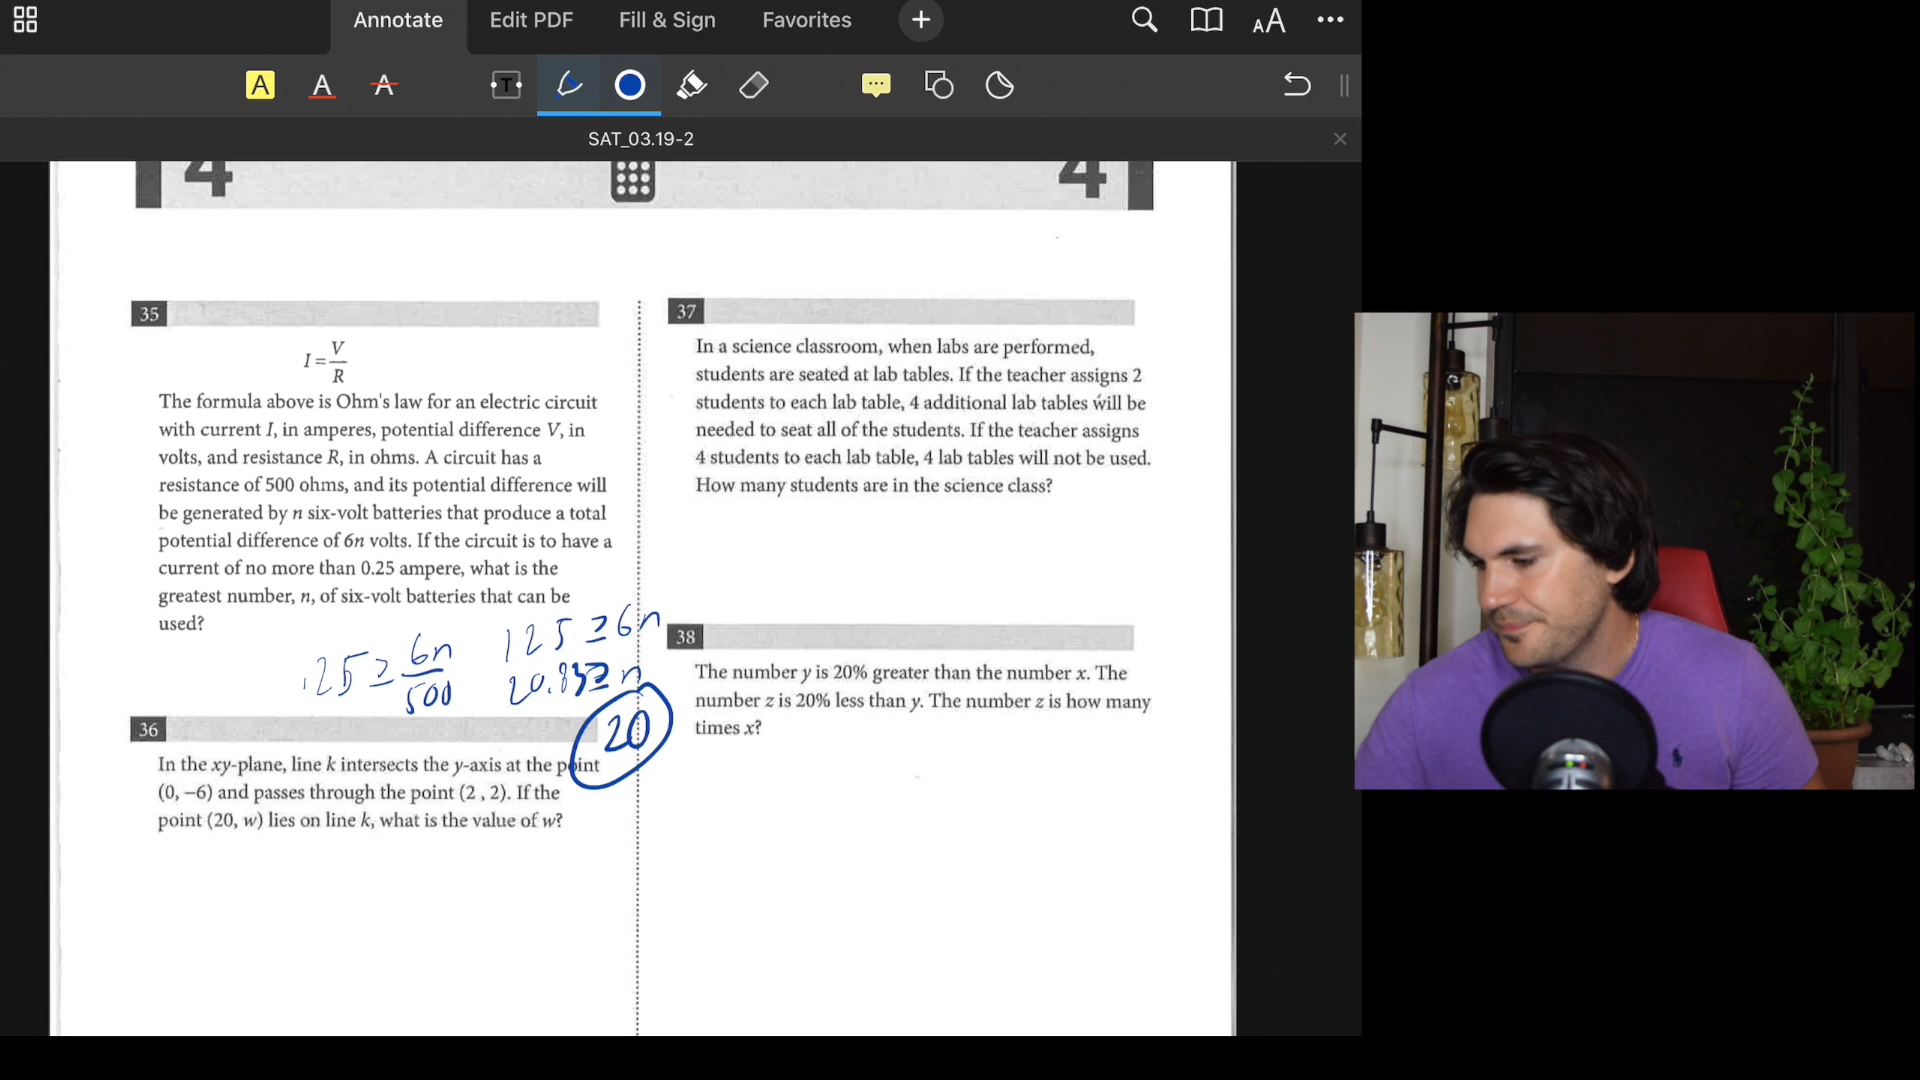 Annotate
Edit PDF
Fill & Sign
Favorites
+
AA
A
A
A
T
SAT_03.19-2
4
4
35
I = V/R
The formula above is Ohm's law for an electric circuit
with current I, in amperes, potential difference V, in
volts, and resistance R, in ohms. A circuit has a
resistance of 500 ohms, and its potential difference will
be generated by n six-volt batteries that produce a total
potential difference of 6n volts. If the circuit is to have a
current of no more than 0.25 ampere, what is the
greatest number, n, of six-volt batteries that can be
used?
.25 ≥ 6n/500
125 ≥ 6n
20.83 ≥ n
20
36
In the xy-plane, line k intersects the y-axis at the point
(0, −6) and passes through the point (2 , 2). If the
point (20, w) lies on line k, what is the value of w?
37
In a science classroom, when labs are performed,
students are seated at lab tables. If the teacher assigns 2
students to each lab table, 4 additional lab tables will be
needed to seat all of the students. If the teacher assigns
4 students to each lab table, 4 lab tables will not be used.
How many students are in the science class?
38
The number y is 20% greater than the number x. The
number z is 20% less than y. The number z is how many
times x?